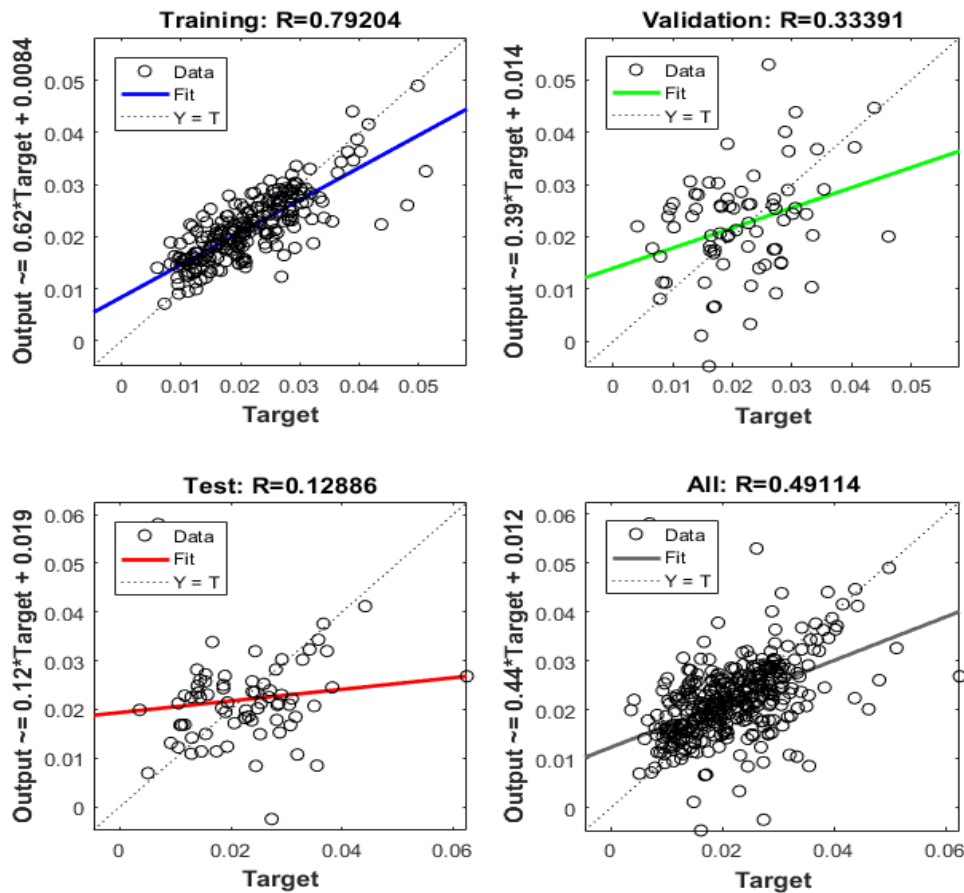 Training: R=0.79204
Output ~= 0.62*Target + 0.0084
0.05
0.04
0.03
0.02
0.01
0
Data
Fit
Y = T
0 0.01 0.02 0.03 0.04 0.05
Target
Validation: R=0.33391
Output ~= 0.39*Target + 0.014
0.05
0.04
0.03
0.02
0.01
0
Data
Fit
Y = T
0 0.01 0.02 0.03 0.04 0.05
Target
Test: R=0.12886
Output ~= 0.12*Target + 0.019
0.06
0.05
0.04
0.03
0.02
0.01
0
Data
Fit
Y = T
0 0.02 0.04 0.06
Target
All: R=0.49114
Output ~= 0.44*Target + 0.012
0.06
0.05
0.04
0.03
0.02
0.01
0
Data
Fit
Y = T
0 0.02 0.04 0.06
Target